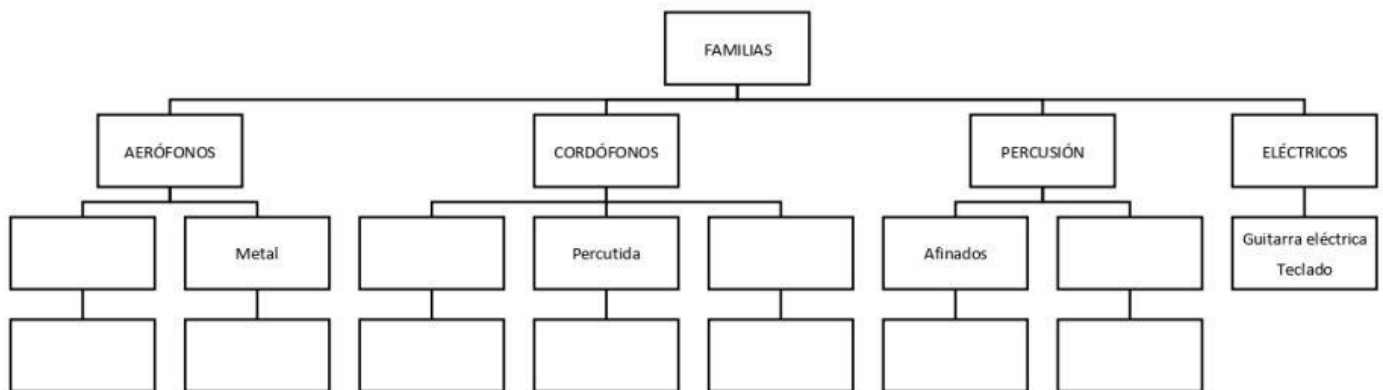 FAMILIAS
AERÓFONOS
CORDÓFONOS
PERCUSIÓN
ELÉCTRICOS
Metal
Percutida
Afinados
Guitarra eléctrica
Teclado